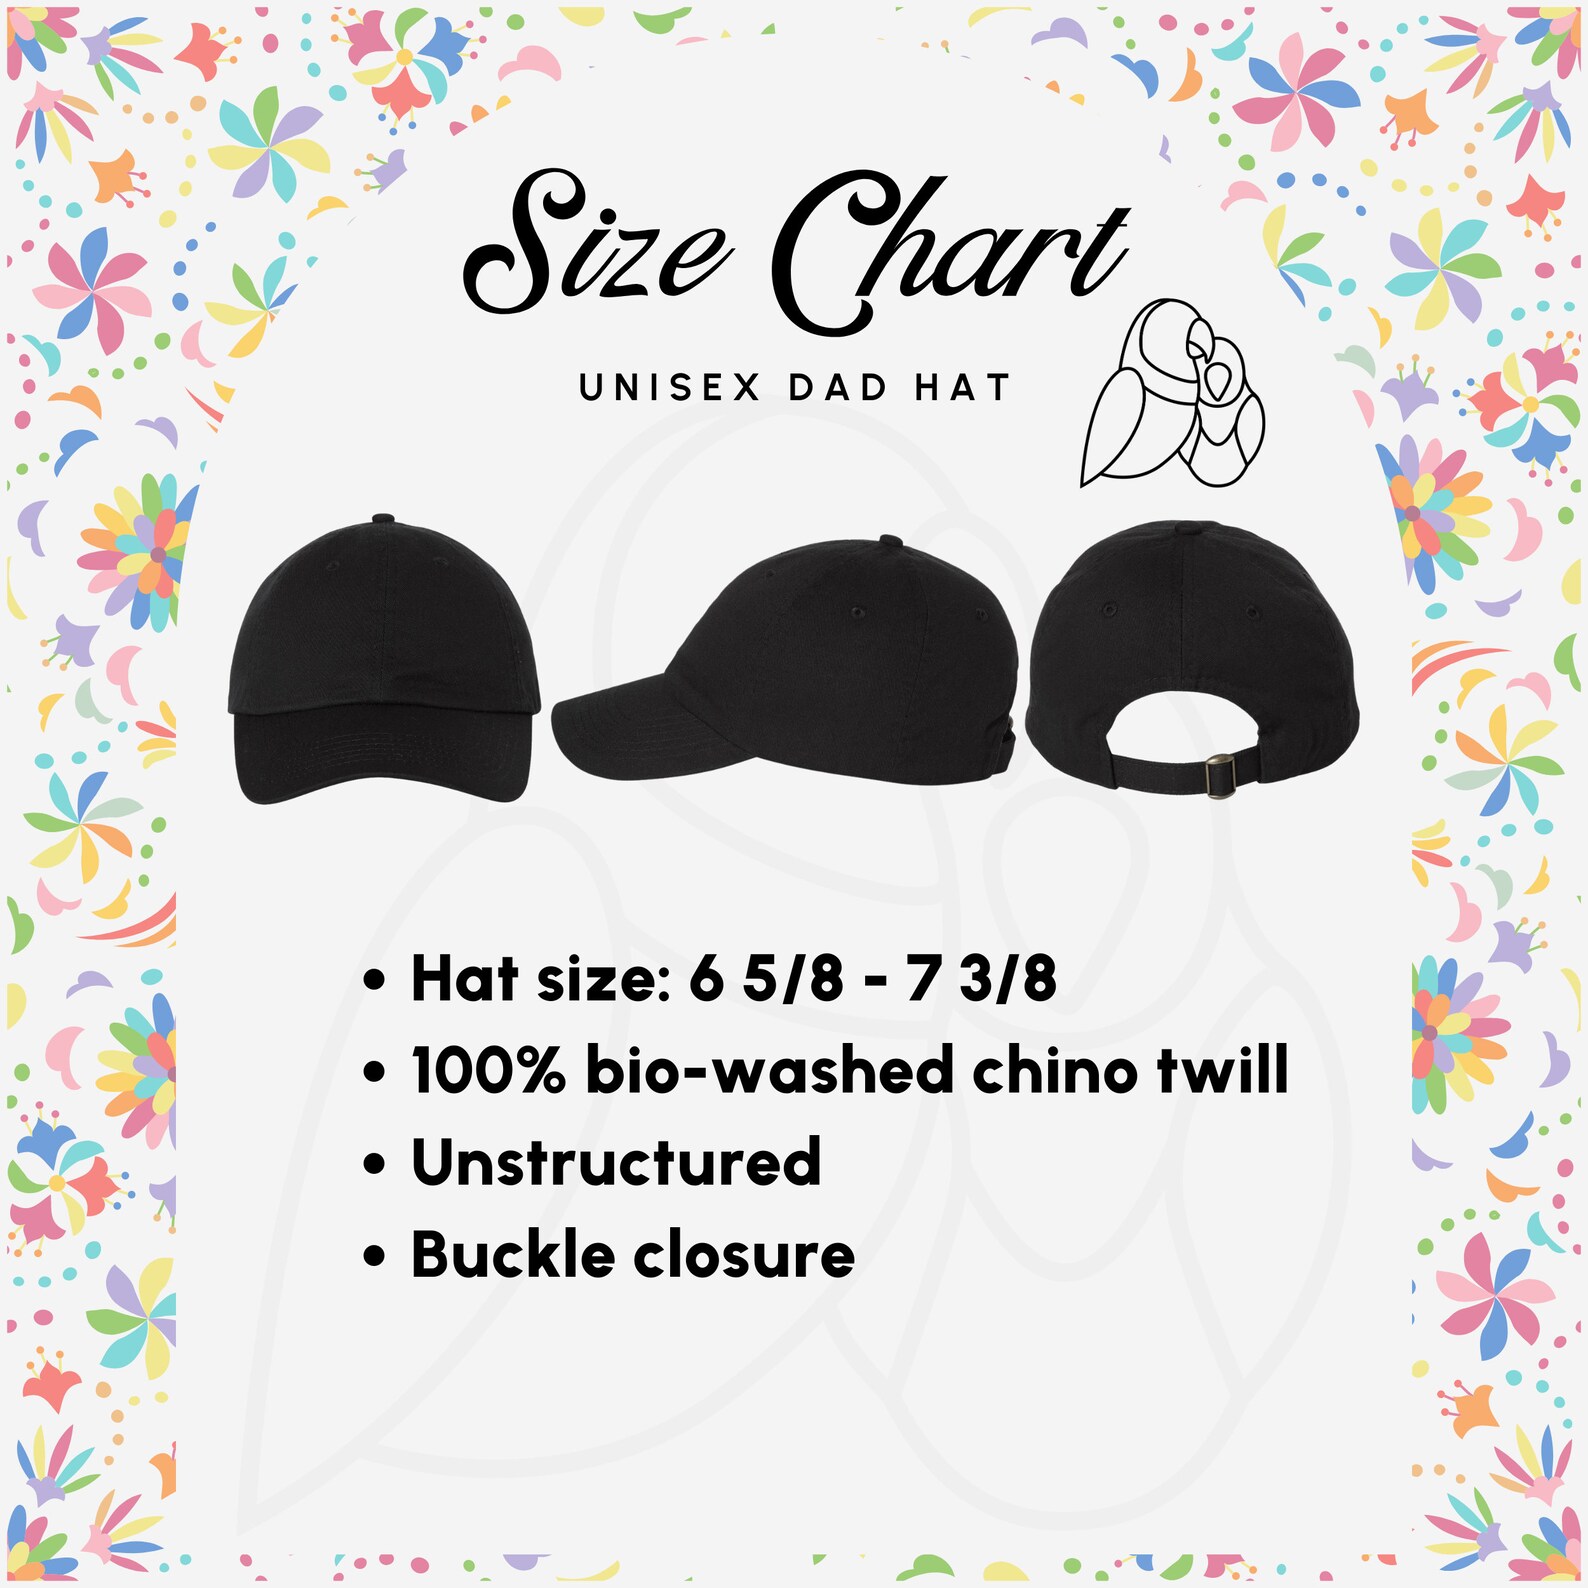 Size Chart
UNISEX DAD HAT
• Hat size: 6 5/8 - 7 3/8
• 100% bio-washed chino twill
• Unstructured
• Buckle closure